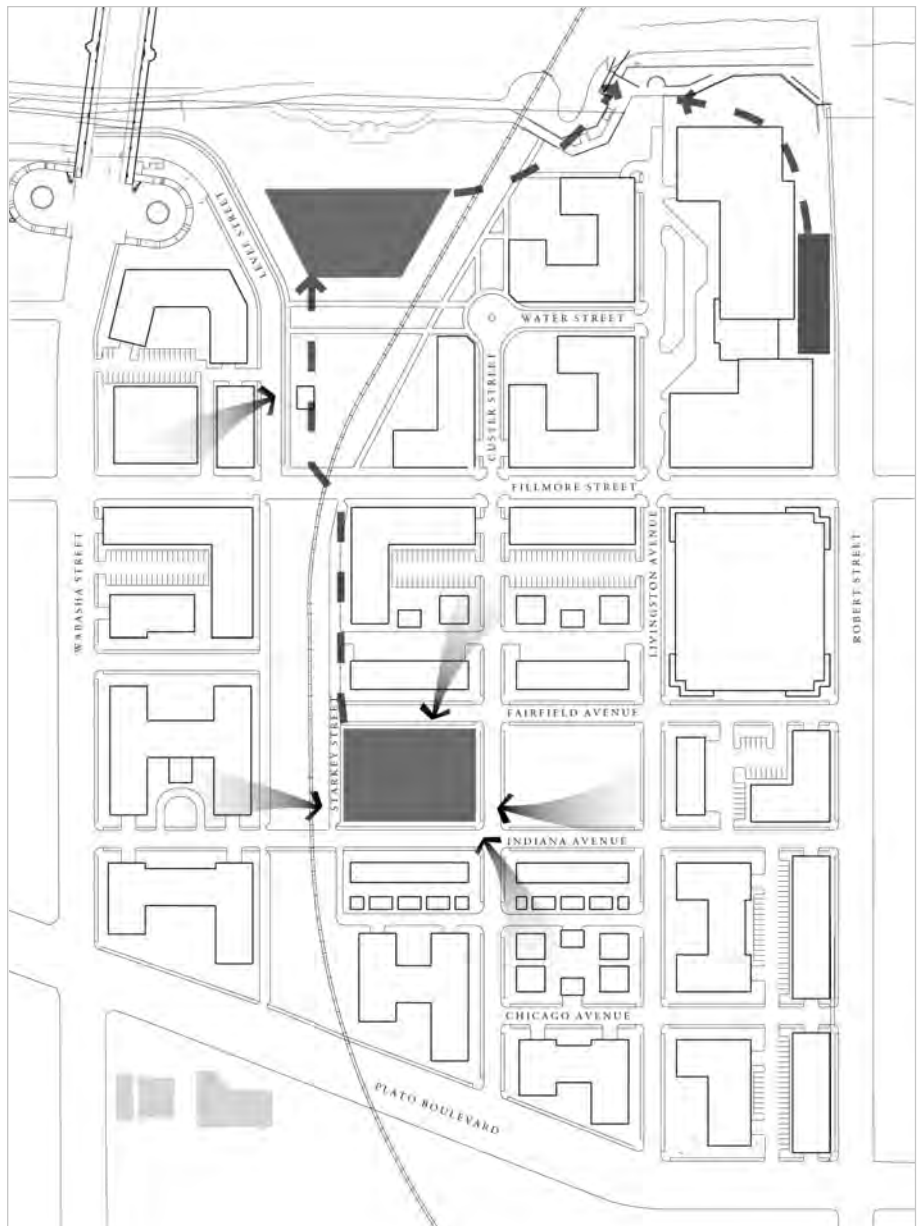 LEVEE STREET
WATER STREET
CUSTER STREET
FILLMORE STREET
WABASHA STREET
LIVINGSTON AVENUE
ROBERT STREET
STARKEY STREET
FAIRFIELD AVENUE
INDIANA AVENUE
CHICAGO AVENUE
PLATO BOULEVARD